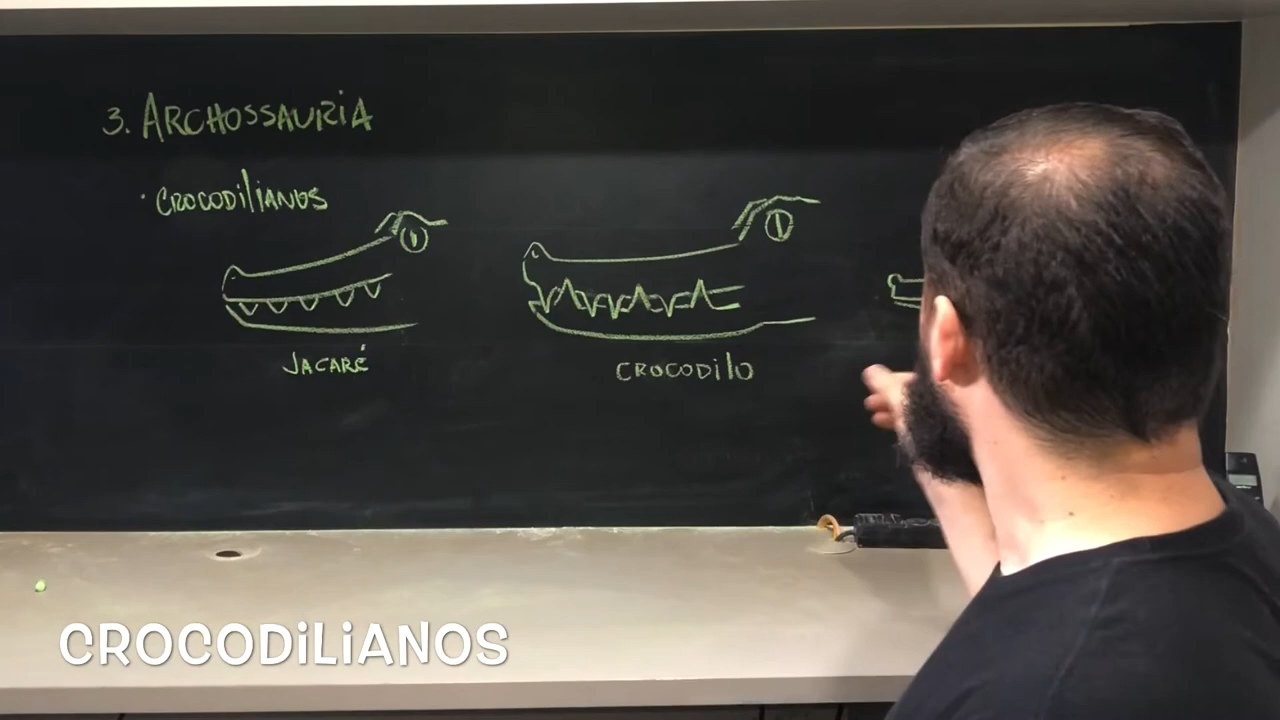 3. ARCHOSSAURIA
• CROCODILIANOS
JACARÉ
CROCODILO
CROCODiLiANOS